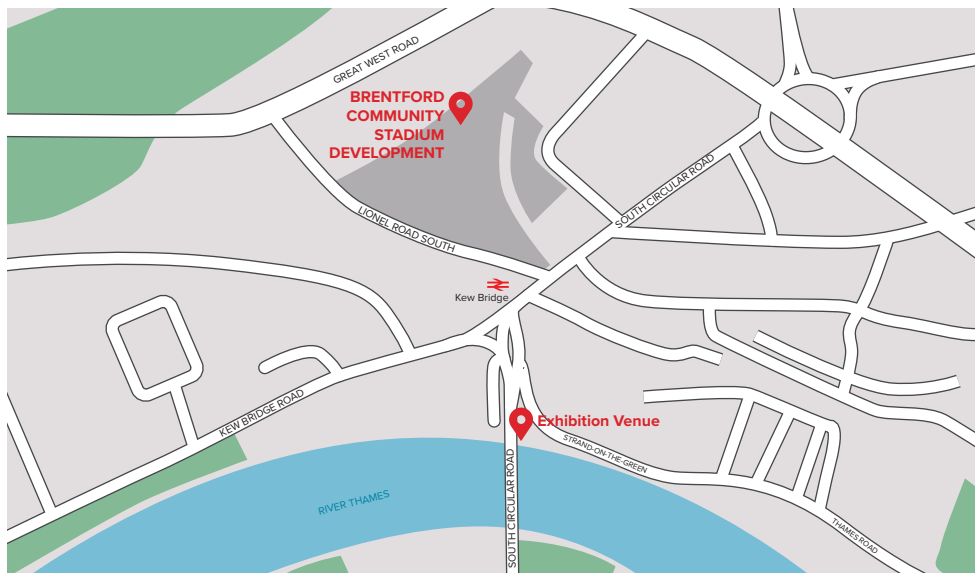 GREAT WEST ROAD
BRENTFORD
COMMUNITY
STADIUM
DEVELOPMENT
SOUTH CIRCULAR ROAD
LIONEL ROAD SOUTH
Kew Bridge
KEW BRIDGE ROAD
Exhibition Venue
STRAND-ON-THE-GREEN
SOUTH CIRCULAR ROAD
RIVER THAMES
THAMES ROAD